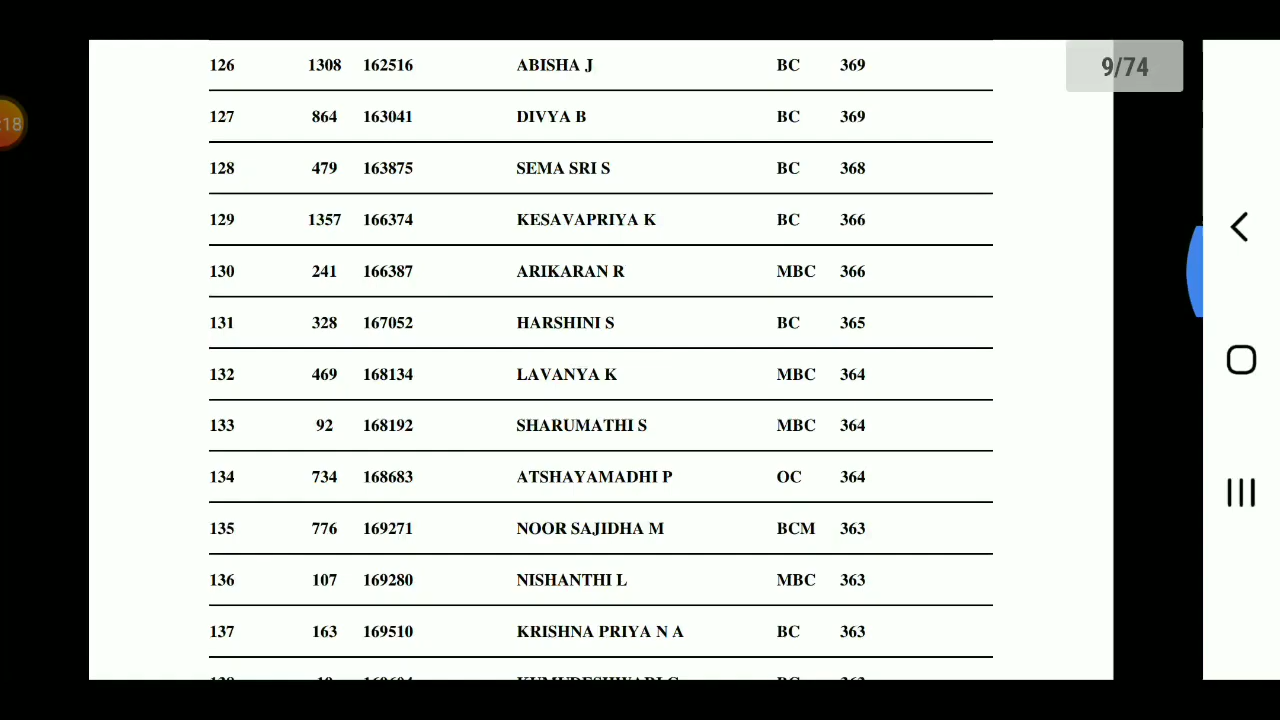 9/74
:18
126 1308 162516 ABISHA J BC 369
127 864 163041 DIVYA B BC 369
128 479 163875 SEMA SRI S BC 368
129 1357 166374 KESAVAPRIYA K BC 366
130 241 166387 ARIKARAN R MBC 366
131 328 167052 HARSHINI S BC 365
132 469 168134 LAVANYA K MBC 364
133 92 168192 SHARUMATHI S MBC 364
134 734 168683 ATSHAYAMADHI P OC 364
135 776 169271 NOOR SAJIDHA M BCM 363
136 107 169280 NISHANTHI L MBC 363
137 163 169510 KRISHNA PRIYA N A BC 363